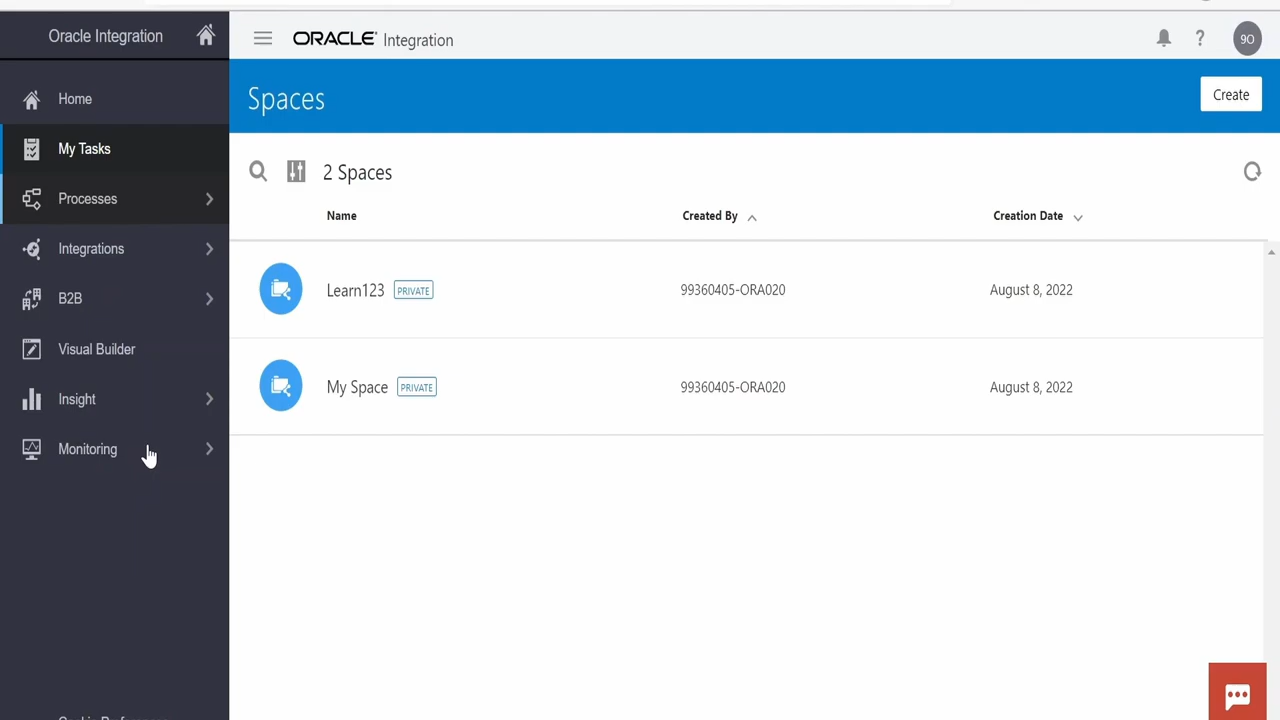 Oracle Integration
Home
My Tasks
Processes
Integrations
B2B
Visual Builder
Insight
Monitoring
ORACLE Integration
9O
Spaces
Create
2 Spaces
Name Created By Creation Date
Learn123 PRIVATE 99360405-ORA020 August 8, 2022
My Space PRIVATE 99360405-ORA020 August 8, 2022